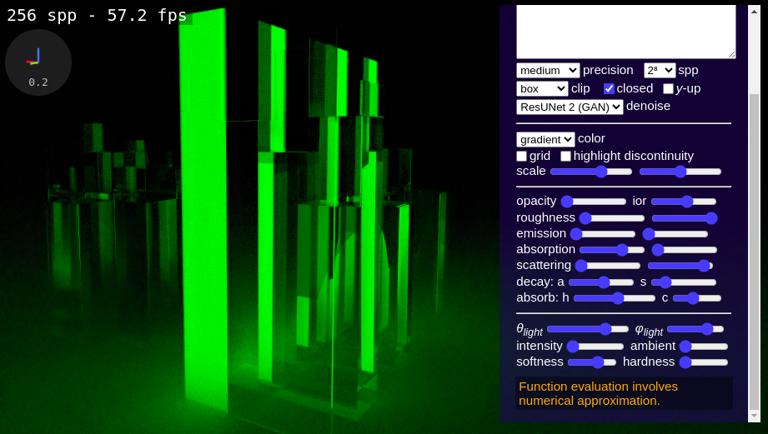 256 spp - 57.2 fps
0.2
medium precision 2⁸ spp
box clip closed y-up
ResUNet 2 (GAN) denoise
gradient color
grid highlight discontinuity
scale
opacity ior
roughness
emission
absorption
scattering
decay: a s
absorb: h c
θlight φlight
intensity ambient
softness hardness
Function evaluation involves
numerical approximation.